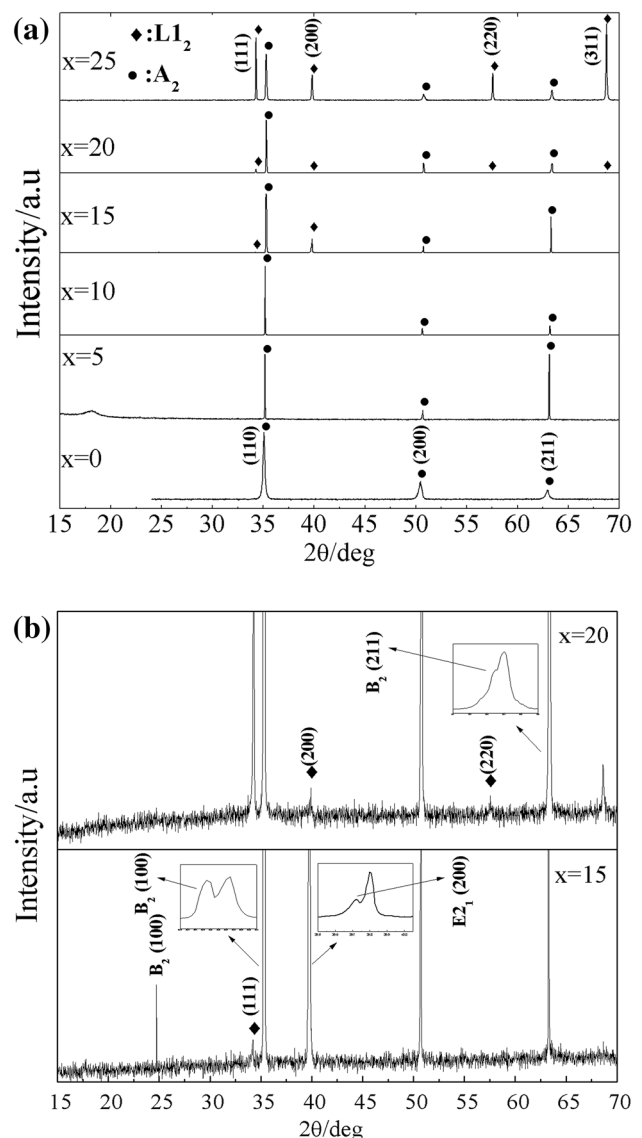 (a)
♦:L1₂
●:A₂
(111)
(200)
(220)
(311)
x=25
x=20
x=15
x=10
x=5
x=0
(110)
(200)
(211)
Intensity/a.u
15 20 25 30 35 40 45 50 55 60 65 70
2θ/deg
(b)
x=20
B₂ (211)
(200)
(220)
x=15
B₂ (100)
E2₁ (200)
B₂ (100)
(111)
Intensity/a.u
15 20 25 30 35 40 45 50 55 60 65 70
2θ/deg